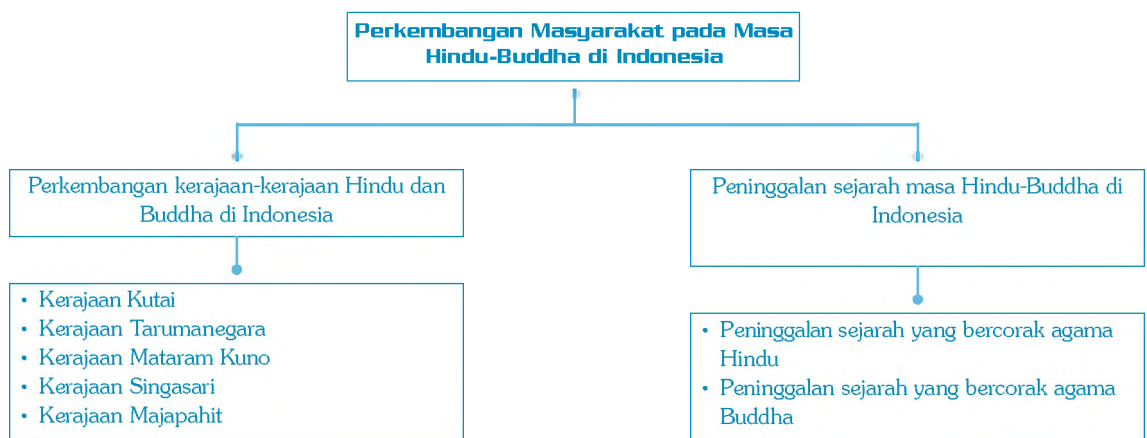 Perkembangan Masyarakat pada Masa
Hindu-Buddha di Indonesia
Perkembangan kerajaan-kerajaan Hindu dan
Buddha di Indonesia
• Kerajaan Kutai
• Kerajaan Tarumanegara
• Kerajaan Mataram Kuno
• Kerajaan Singasari
• Kerajaan Majapahit
Peninggalan sejarah masa Hindu-Buddha di
Indonesia
• Peninggalan sejarah yang bercorak agama
Hindu
• Peninggalan sejarah yang bercorak agama
Buddha